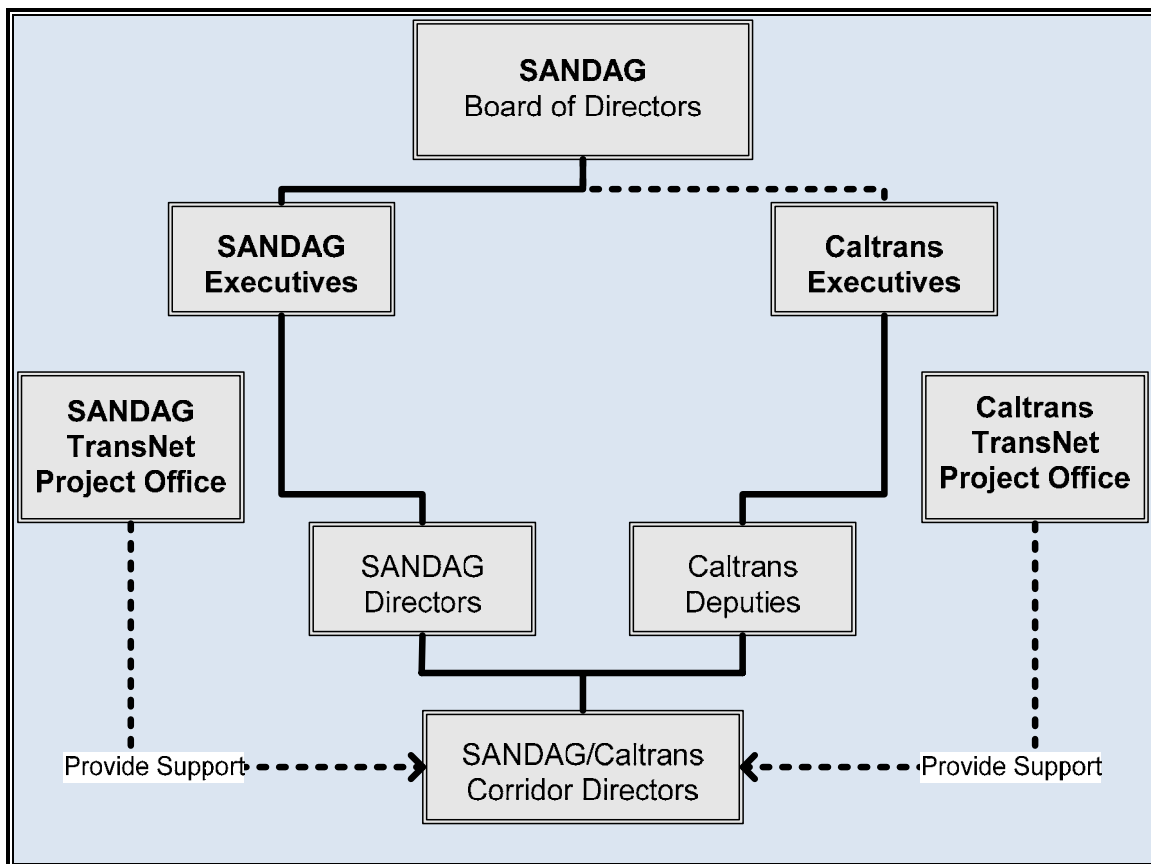 SANDAG
Board of Directors
SANDAG
Executives
Caltrans
Executives
SANDAG
TransNet
Project Office
Caltrans
TransNet
Project Office
SANDAG
Directors
Caltrans
Deputies
Provide Support
SANDAG/Caltrans
Corridor Directors
Provide Support